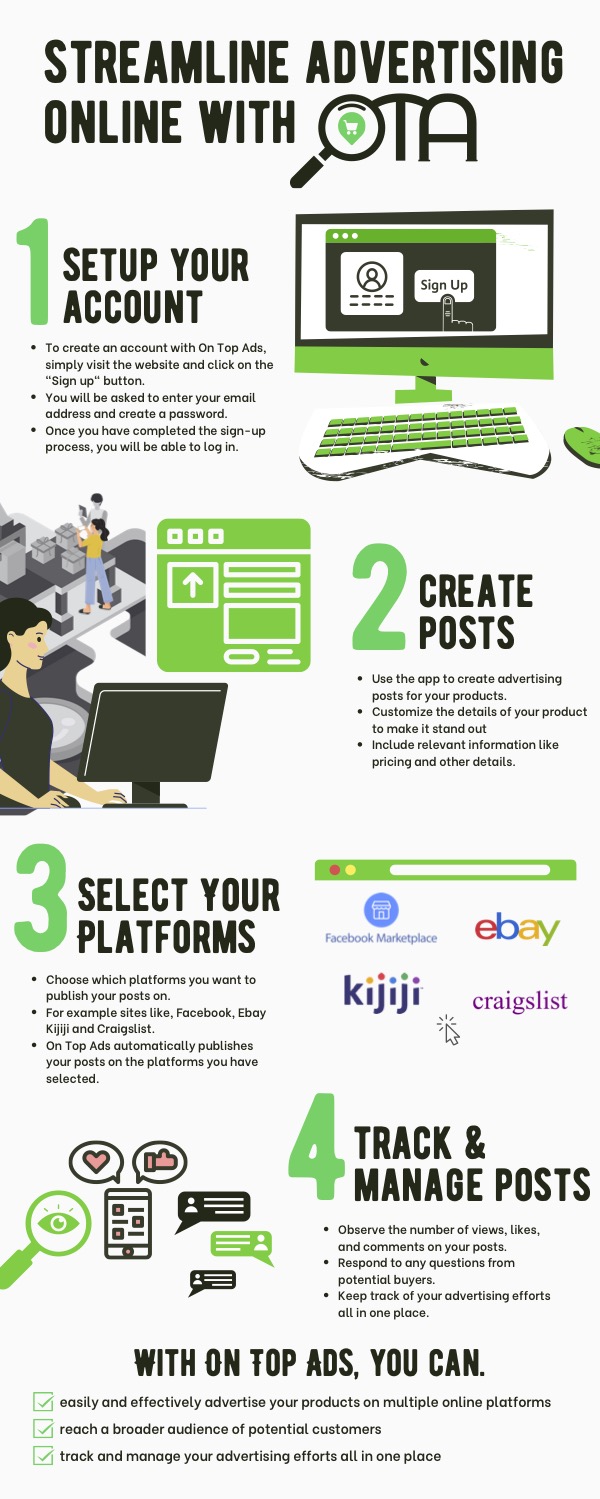 STREAMLINE ADVERTISING
ONLINE WITH OTA
1
SETUP YOUR
ACCOUNT
Sign Up
• To create an account with On Top Ads,
simply visit the website and click on the
"Sign up" button.
• You will be asked to enter your email
address and create a password.
• Once you have completed the sign-up
process, you will be able to log in.
2
CREATE
POSTS
• Use the app to create advertising
posts for your products.
• Customize the details of your product
to make it stand out
• Include relevant information like
pricing and other details.
3
SELECT YOUR
PLATFORMS
• Choose which platforms you want to
publish your posts on.
• For example sites like, Facebook, Ebay
Kijiji and Craigslist.
• On Top Ads automatically publishes
your posts on the platforms you have
selected.
Facebook Marketplace
ebay
kijiji
craigslist
4
TRACK &
MANAGE POSTS
• Observe the number of views, likes,
and comments on your posts.
• Respond to any questions from
potential buyers.
• Keep track of your advertising efforts
all in one place.
WITH ON TOP ADS, YOU CAN.
easily and effectively advertise your products on multiple online platforms
reach a broader audience of potential customers
track and manage your advertising efforts all in one place